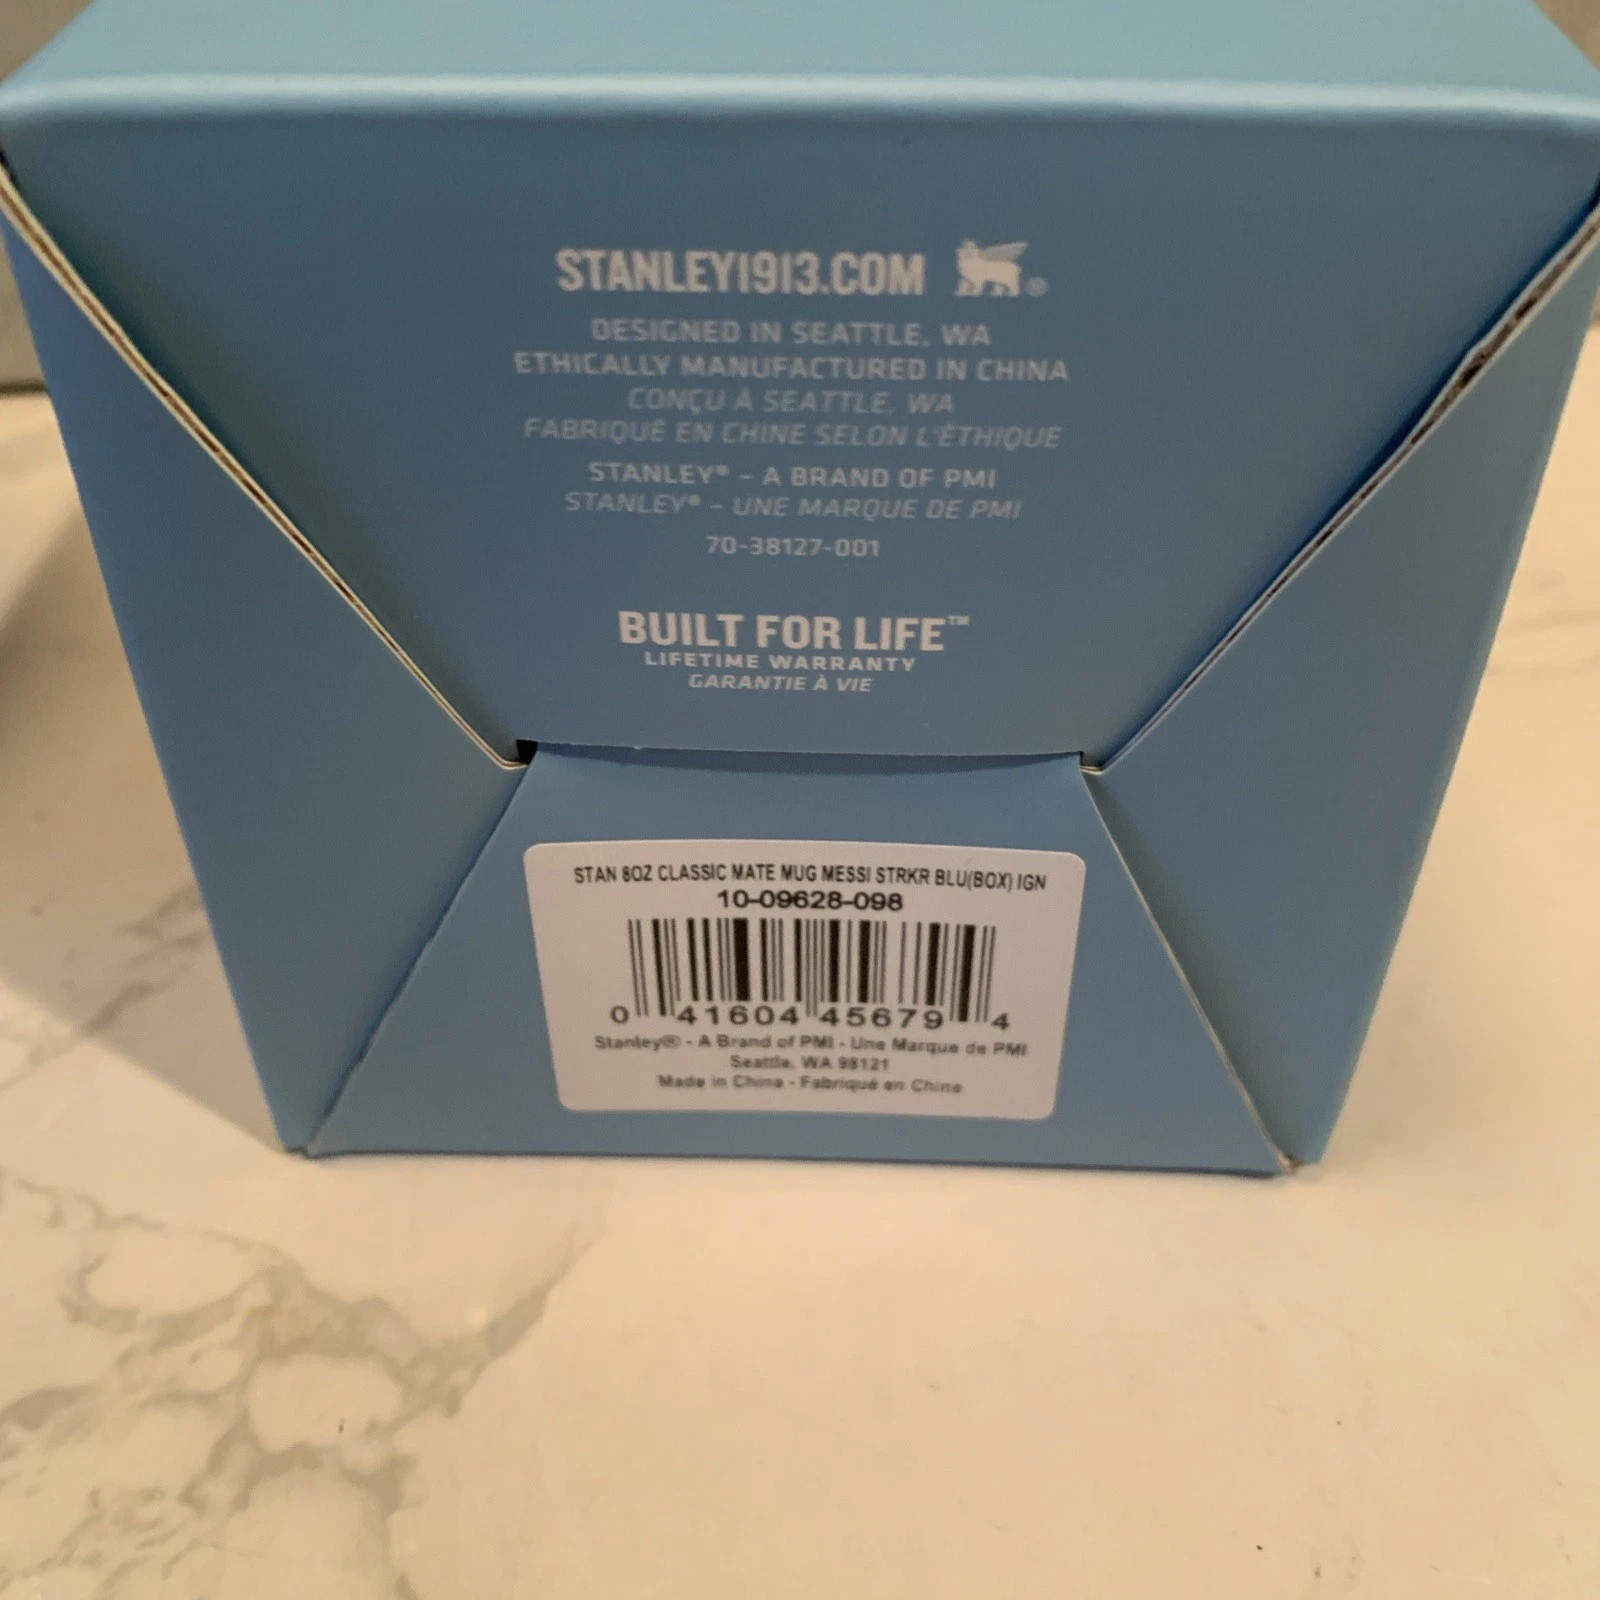 STANLEY1913.COM ®
DESIGNED IN SEATTLE, WA
ETHICALLY MANUFACTURED IN CHINA
CONÇU À SEATTLE, WA
FABRIQUÉ EN CHINE SELON L'ÉTHIQUE
STANLEY® – A BRAND OF PMI
STANLEY® – UNE MARQUE DE PMI
70-38127-001
BUILT FOR LIFE™
LIFETIME WARRANTY
GARANTIE À VIE
STAN 8OZ CLASSIC MATE MUG MESSI STRKR BLU(BOX) IGN
10-09628-098
0 41604 45679 4
Stanley® - A Brand of PMI - Une Marque de PMI
Seattle, WA 98121
Made in China - Fabriqué en Chine